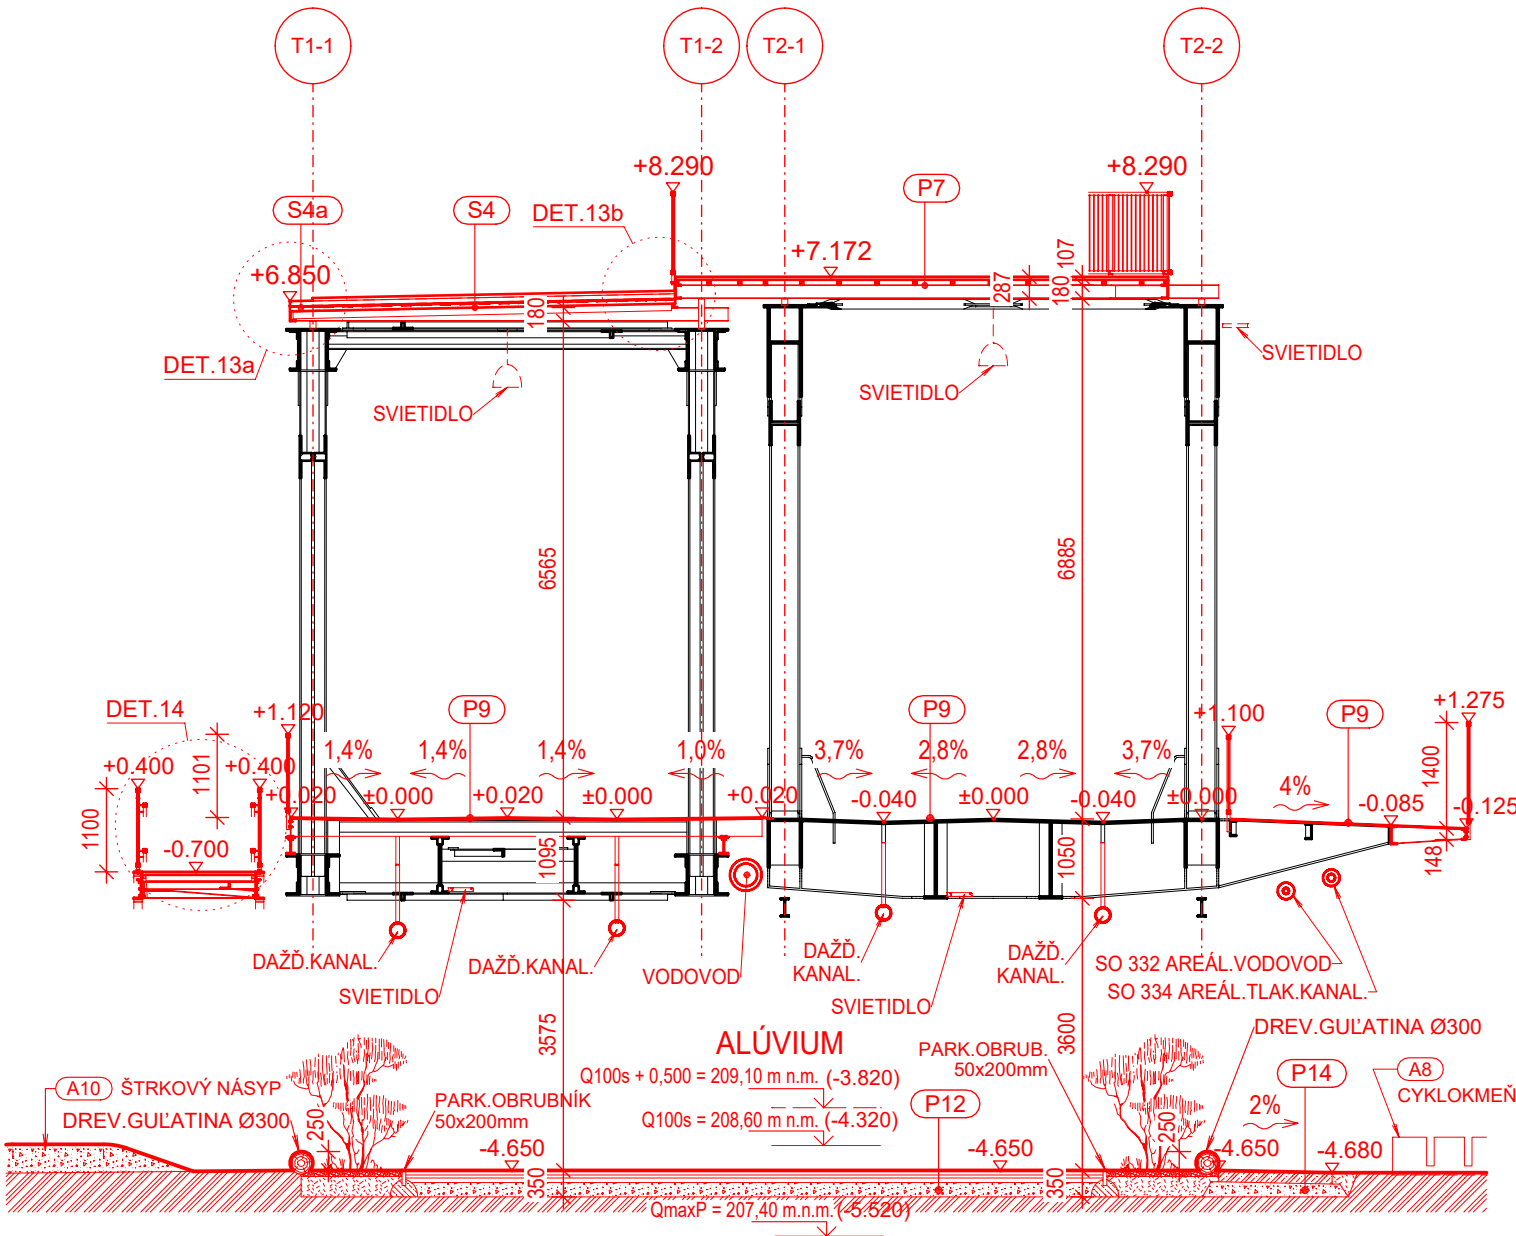 T1-1
T1-2
T2-1
T2-2
+8.290
+8.290
S4a
S4
DET.13b
P7
+6.850
+7.172
180
287
180 107
DET.13a
SVIETIDLO
SVIETIDLO
SVIETIDLO
6565
6885
DET.14
+1.120
P9
P9
+1.100
P9
+1.275
1,4%
1,4%
1,4%
1,0%
3,7%
2,8%
2,8%
3,7%
4%
+0.400
+0.400
1101
1100
1400
+0.020
±0.000
+0.020
±0.000
+0.020
-0.040
±0.000
-0.040
±0.000
-0.085
-0.125
-0.700
1095
1050
148
DAŽĎ.KANAL.
DAŽĎ.KANAL.
SVIETIDLO
VODOVOD
DAŽĎ.
KANAL.
SVIETIDLO
DAŽĎ.
KANAL.
SO 332 AREÁL.VODOVOD
SO 334 AREÁL.TLAK.KANAL.
3575
3600
ALÚVIUM
Q100s + 0,500 = 209,10 m n.m. (-3.820)
Q100s = 208,60 m n.m. (-4.320)
PARK.OBRUB.
50x200mm
DREV.GUĽATINA Ø300
A10 ŠTRKOVÝ NÁSYP
DREV.GUĽATINA Ø300
250
PARK.OBRUBNÍK
50x200mm
P12
P14
2%
250
A8
CYKLOKMEŇ
-4.650
-4.650
-4.650
-4.680
350
350
QmaxP = 207,40 m.n.m. (-5.520)